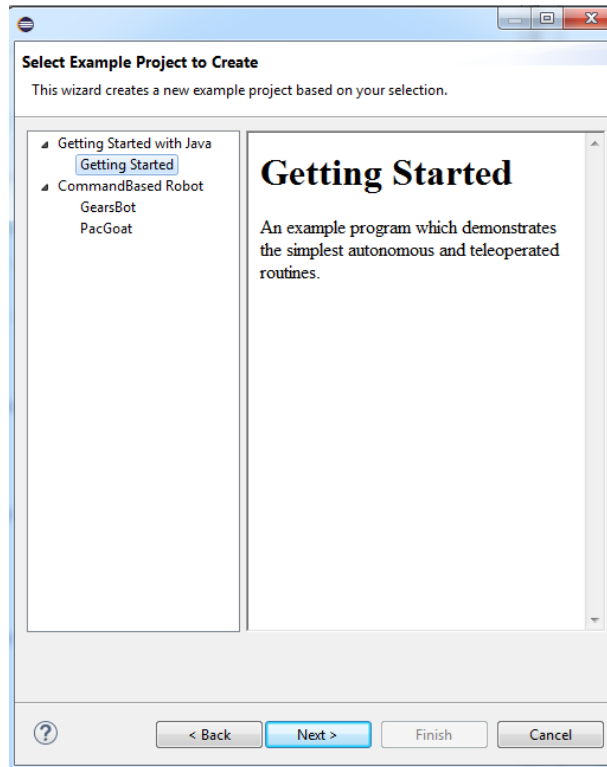 Select Example Project to Create
This wizard creates a new example project based on your selection.
Getting Started with Java
Getting Started
CommandBased Robot
GearsBot
PacGoat
Getting Started
An example program which demonstrates
the simplest autonomous and teleoperated
routines.
? < Back Next > Finish Cancel